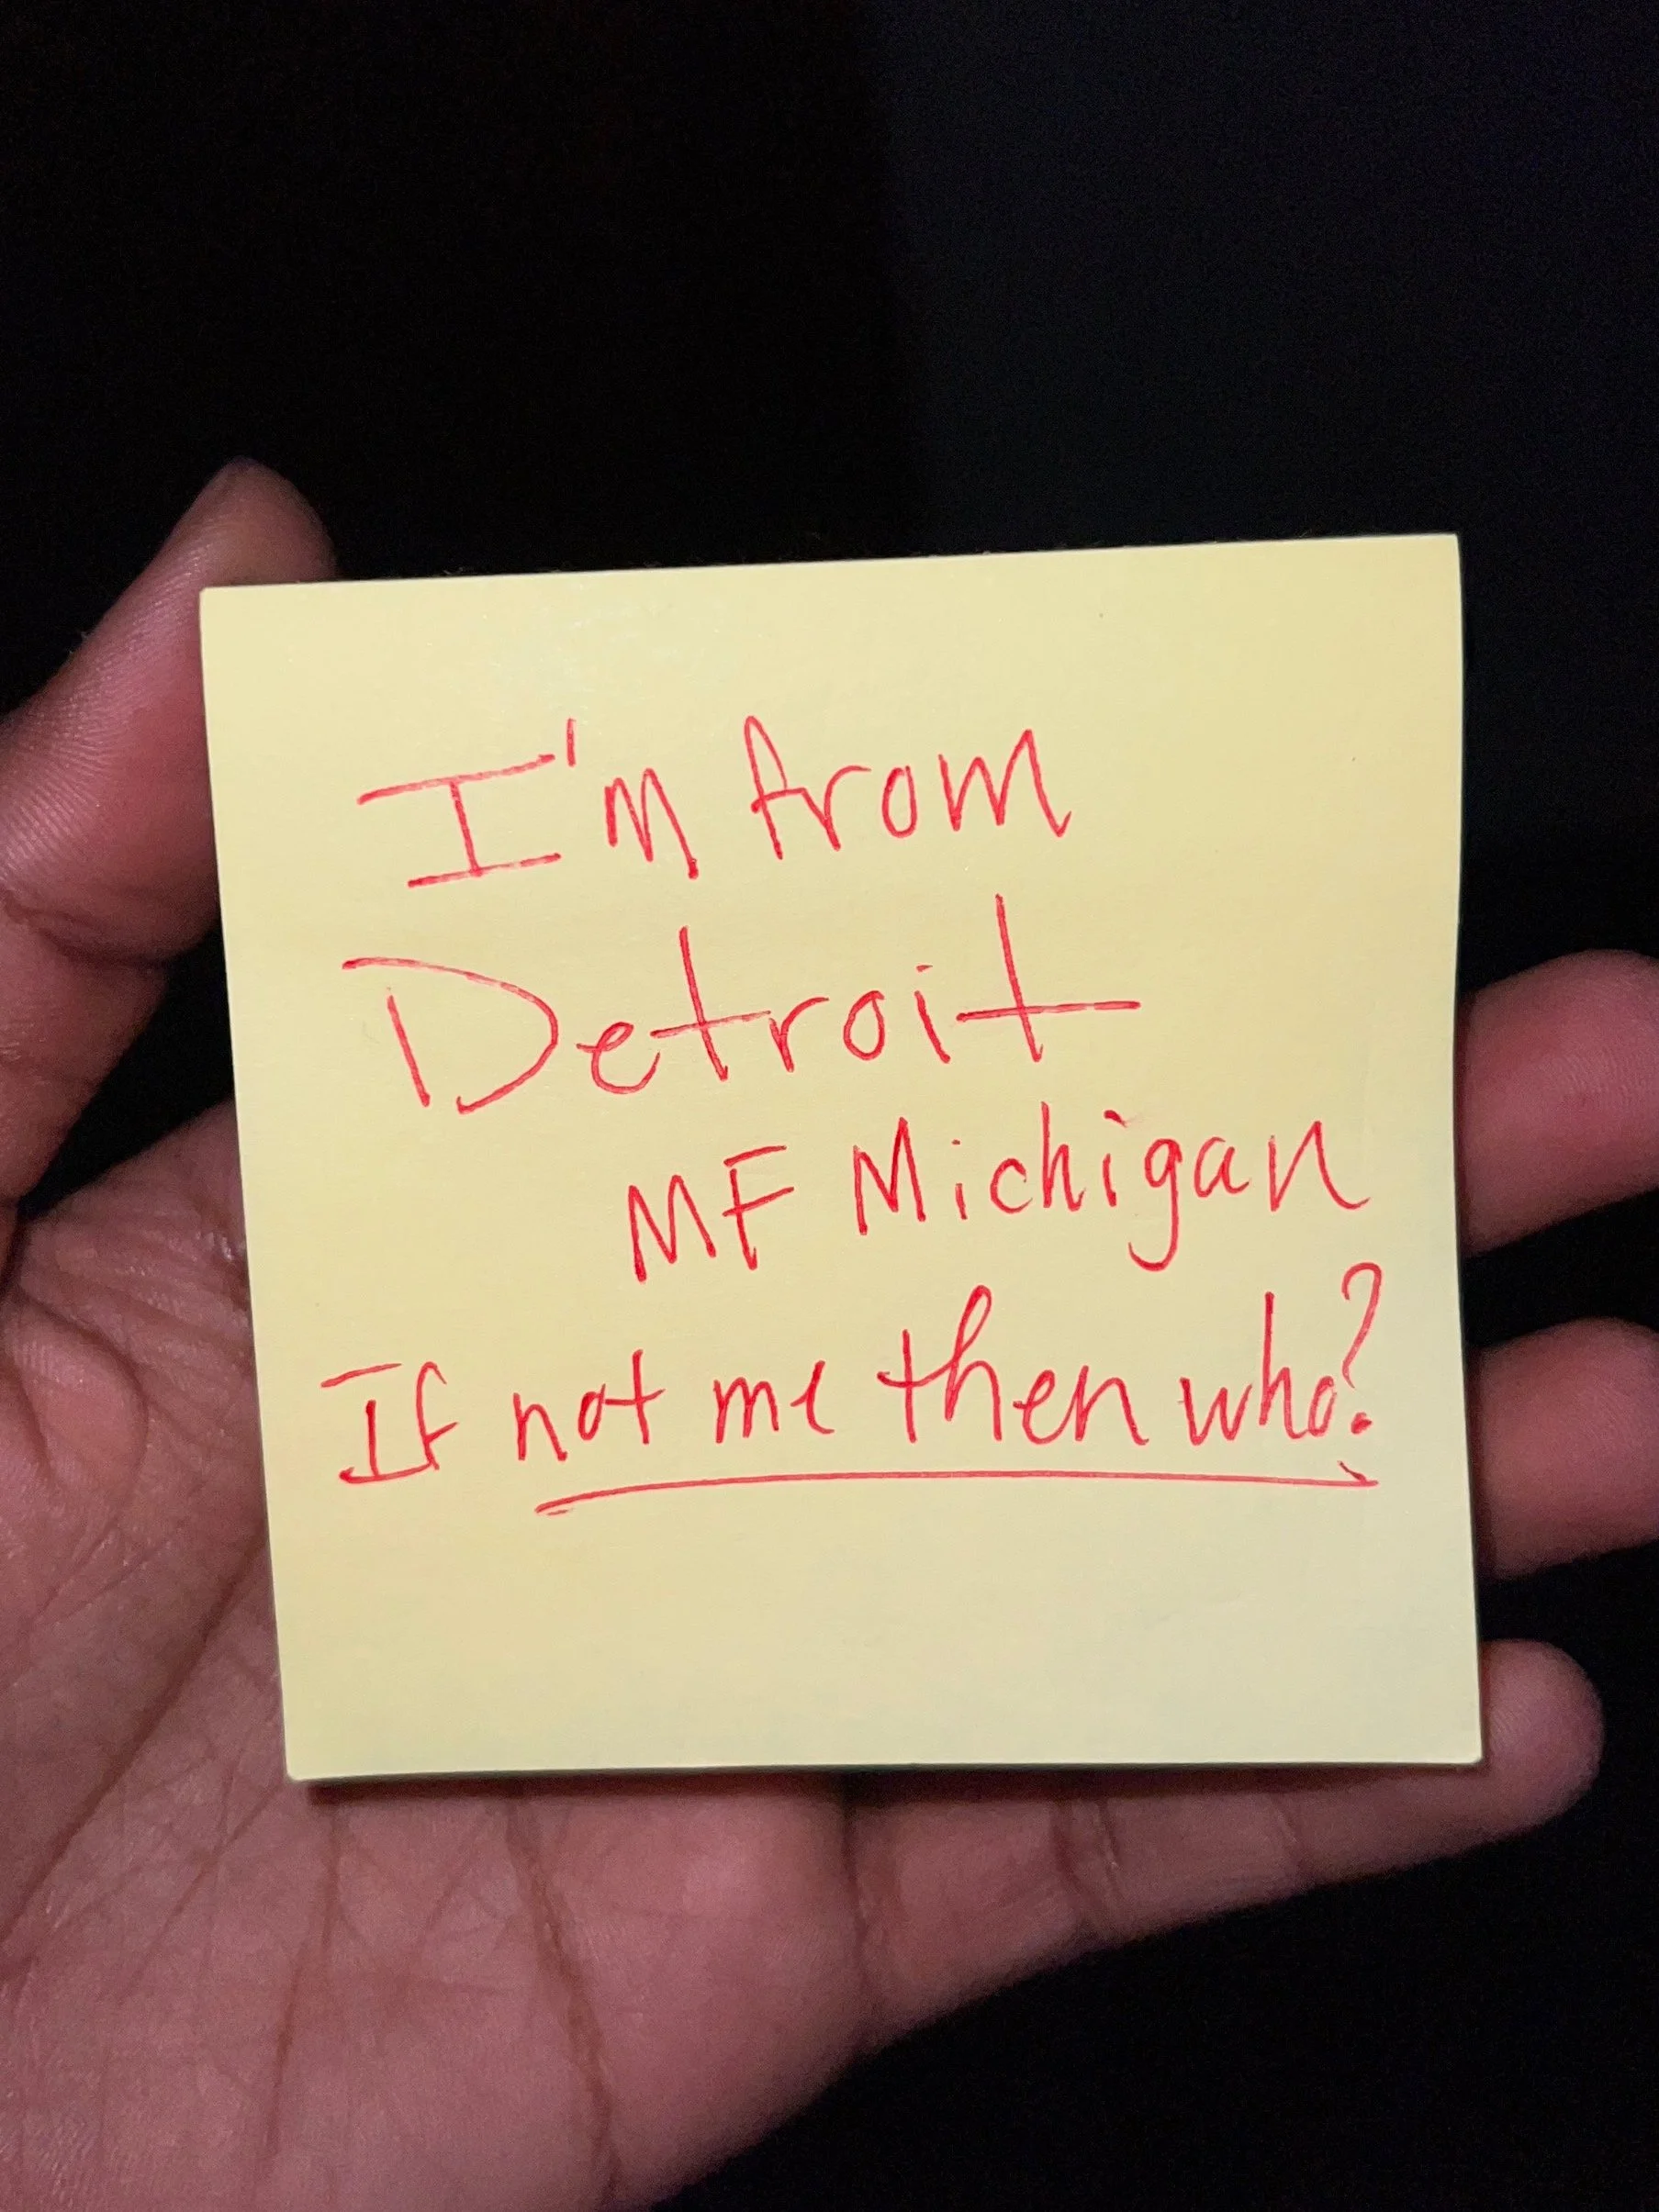 I'm from
Detroit
MF Michigan
If not me then who?